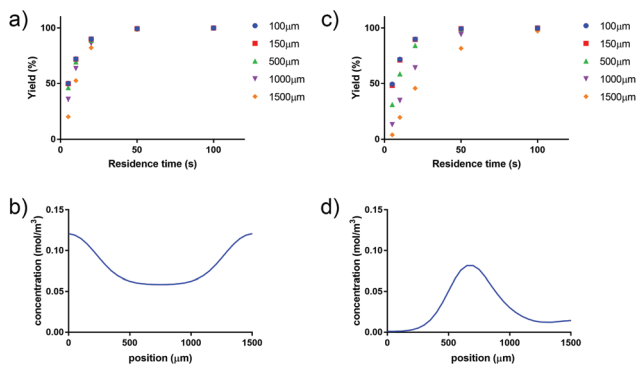 a)
Yield (%)
100
50
0
0
50
100
Residence time (s)
100μm
150μm
500μm
1000μm
1500μm
c)
Yield (%)
100
50
0
0
50
100
Residence time (s)
100μm
150μm
500μm
1000μm
1500μm
b)
concentration (mol/m³)
0.15
0.10
0.05
0.00
0
500
1000
1500
position (μm)
d)
concentration (mol/m³)
0.15
0.10
0.05
0.00
0
500
1000
1500
position (μm)